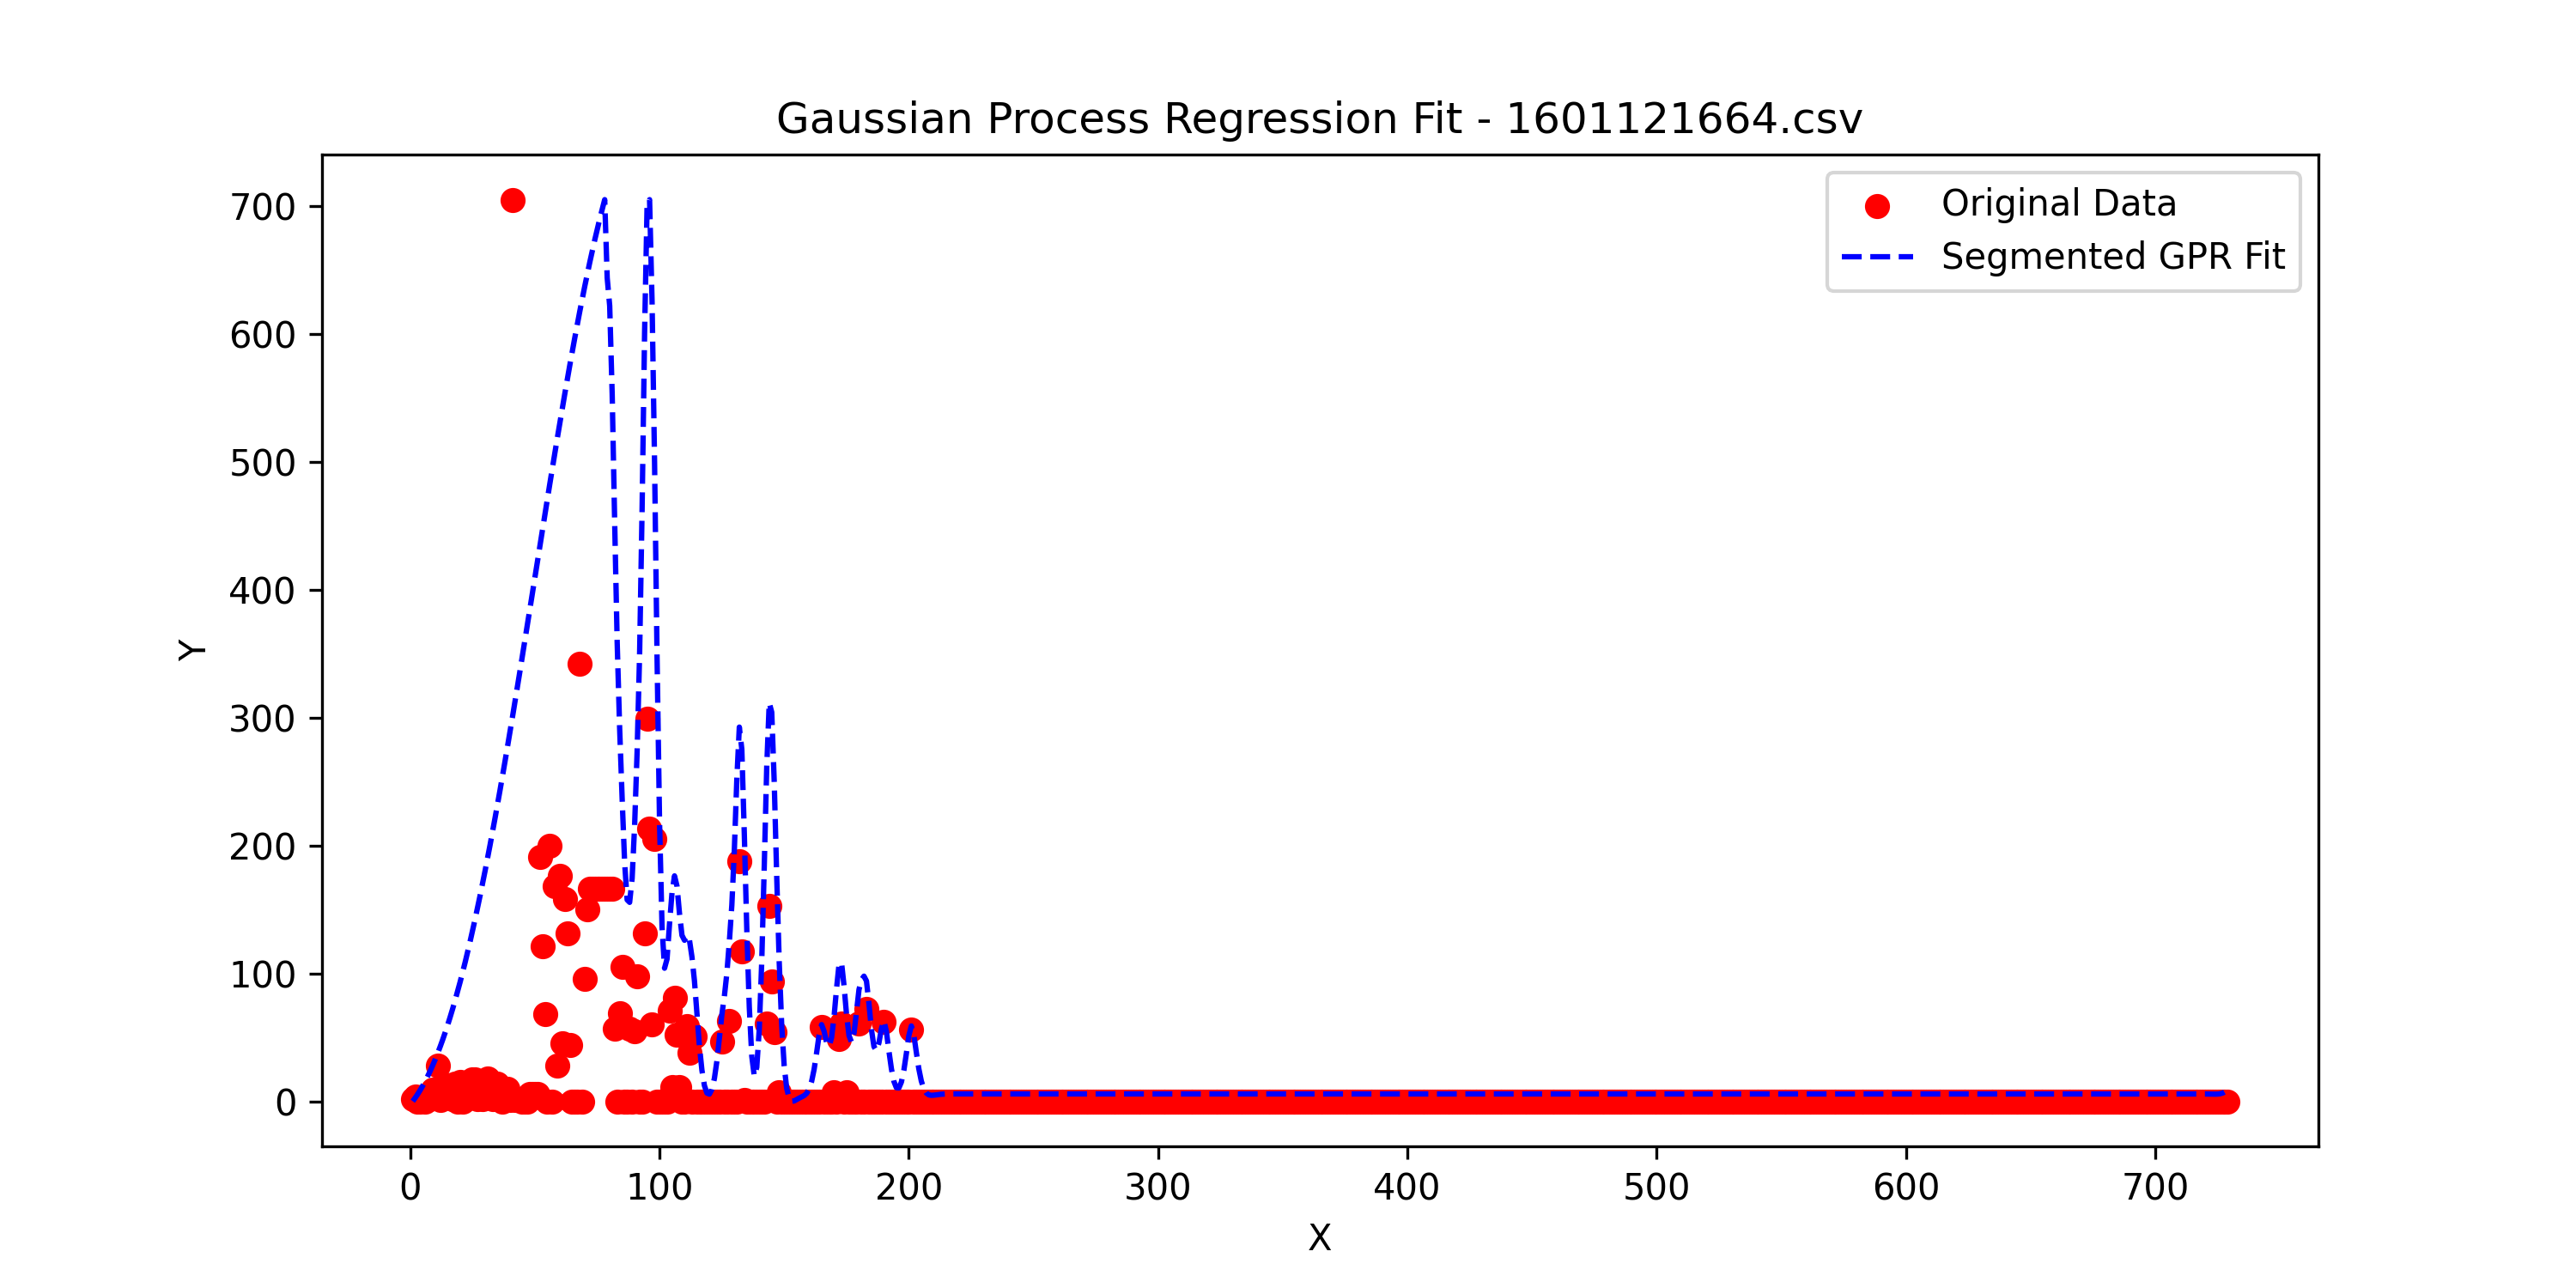 Gaussian Process Regression Fit - 1601121664.csv
Original Data
Segmented GPR Fit
700
600
500
400
300
200
100
0
Y
0 100 200 300 400 500 600 700
X